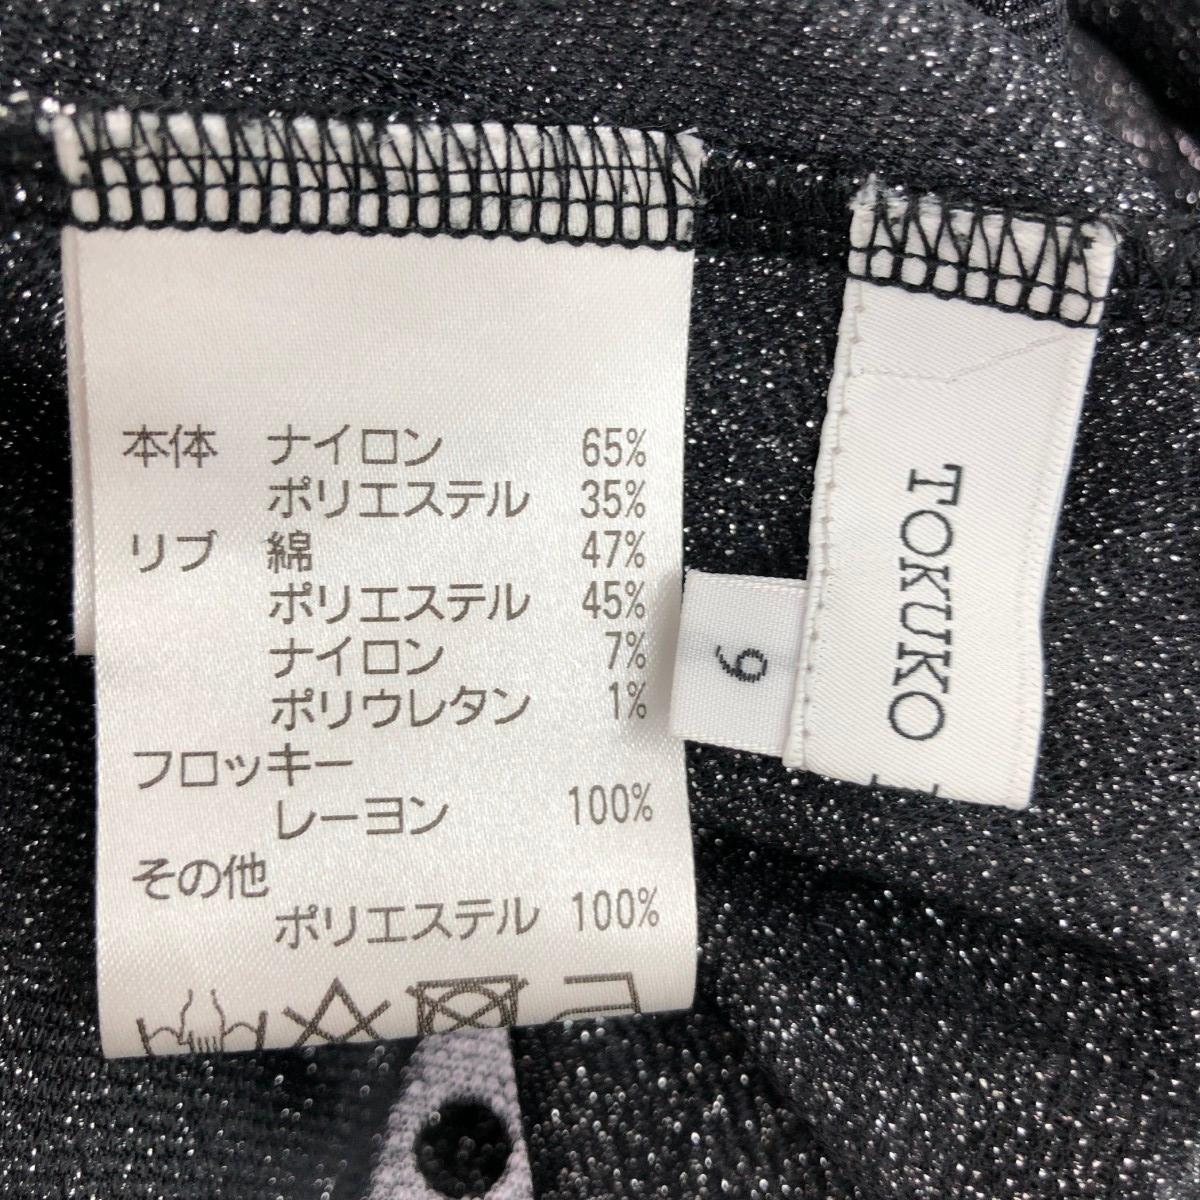 本体 ナイロン 65%
ポリエステル 35%
リブ 綿 47%
ポリエステル 45%
ナイロン 7%
ポリウレタン 1%
フロッキー
レーヨン 100%
その他
ポリエステル 100%
9
TOKUKO